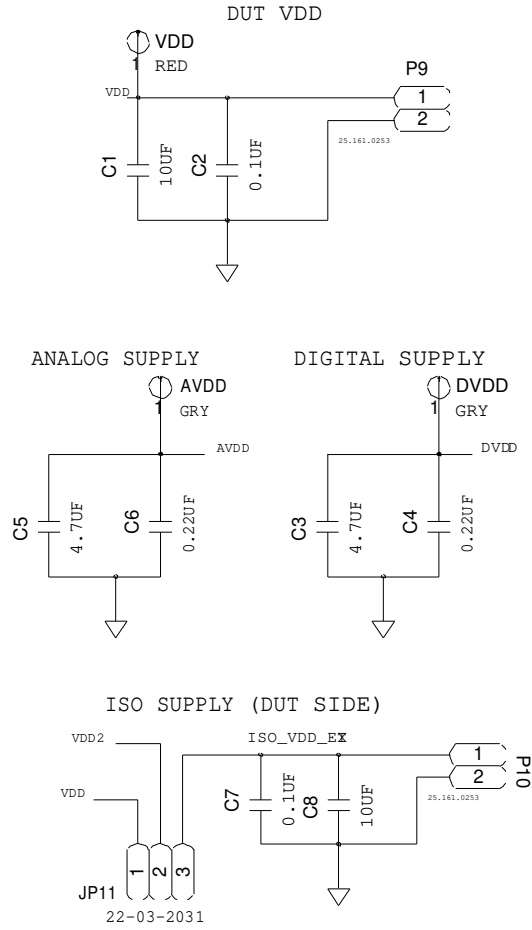 DUT VDD
VDD
1
RED
P9
VDD
1
2
25.161.0253
C1
10UF
C2
0.1UF
ANALOG SUPPLY
AVDD
1
GRY
AVDD
C5
4.7UF
C6
0.22UF
DIGITAL SUPPLY
DVDD
1
GRY
DVDD
C3
4.7UF
C4
0.22UF
ISO SUPPLY (DUT SIDE)
VDD2
ISO_VDD_EX
1
2
P10
25.161.0253
VDD
C7
0.1UF
C8
10UF
1
2
3
JP11
22-03-2031